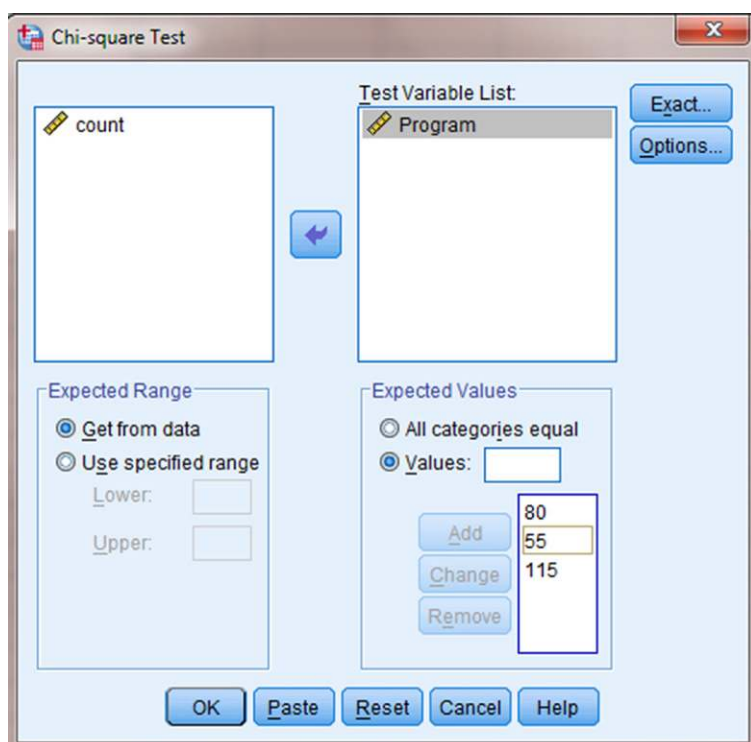 Chi-square Test
Test Variable List:
count
Program
Exact...
Options...
Expected Range
Get from data
Use specified range
Lower:
Upper:
Expected Values
All categories equal
Values:
Add
Change
Remove
80
55
115
OK
Paste
Reset
Cancel
Help